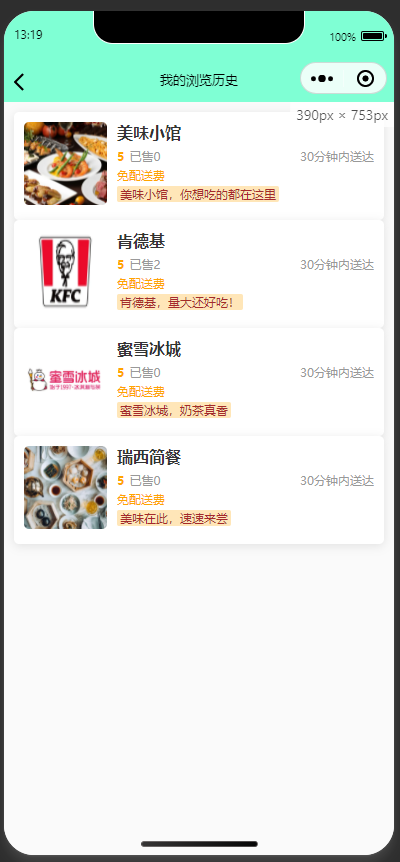 13:19
100%
我的浏览历史
390px × 753px
美味小馆
5 已售0 30分钟内送达
免配送费
美味小馆，你想吃的都在这里
肯德基
5 已售2 30分钟内送达
免配送费
肯德基，量大还好吃！
KFC
蜜雪冰城
5 已售0 30分钟内送达
免配送费
蜜雪冰城，奶茶真香
蜜雪冰城
瑞西简餐
5 已售0 30分钟内送达
免配送费
美味在此，速速来尝